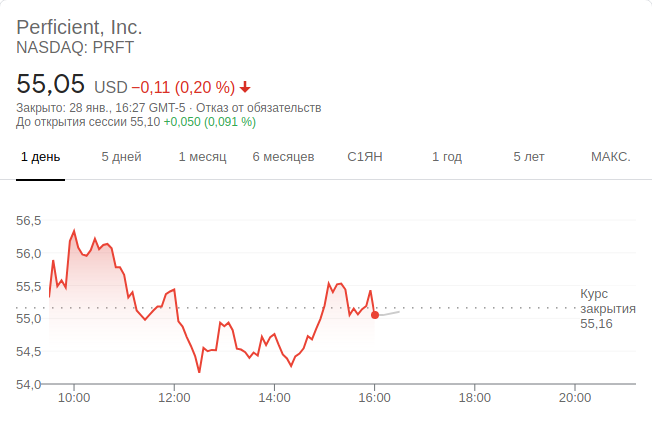 Perficient, Inc.
NASDAQ: PRFT
55,05 USD −0,11 (0,20 %)
Закрыто: 28 янв., 16:27 GMT-5 · Отказ от обязательств
До открытия сессии 55,10 +0,050 (0,091 %)
1 день 5 дней 1 месяц 6 месяцев С1ЯН 1 год 5 лет МАКС.
56,5
56,0
55,5
55,0
54,5
54,0
Курс
закрытия
55,16
10:00 12:00 14:00 16:00 18:00 20:00